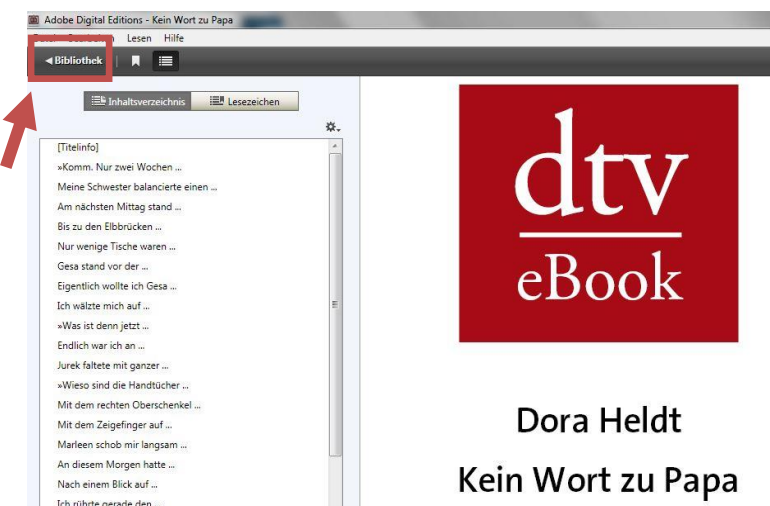 Adobe Digital Editions - Kein Wort zu Papa
Lesen Hilfe
Bibliothek
Inhaltsverzeichnis Lesezeichen
[Titelinfo]
»Komm. Nur zwei Wochen ...
Meine Schwester balancierte einen ...
Am nächsten Mittag stand ...
Bis zu den Elbbrücken ...
Nur wenige Tische waren ...
Gesa stand vor der ...
Eigentlich wollte ich Gesa ...
Ich wälzte mich auf ...
»Was ist denn jetzt ...
Endlich war ich an ...
Jurek faltete mit ganzer ...
»Wieso sind die Handtücher ...
Mit dem rechten Oberschenkel ...
Mit dem Zeigefinger auf ...
Marleen schob mir langsam ...
An diesem Morgen hatte ...
Nach einem Blick auf ...
Ich rührte gerade den ...
dtv
eBook
Dora Heldt
Kein Wort zu Papa